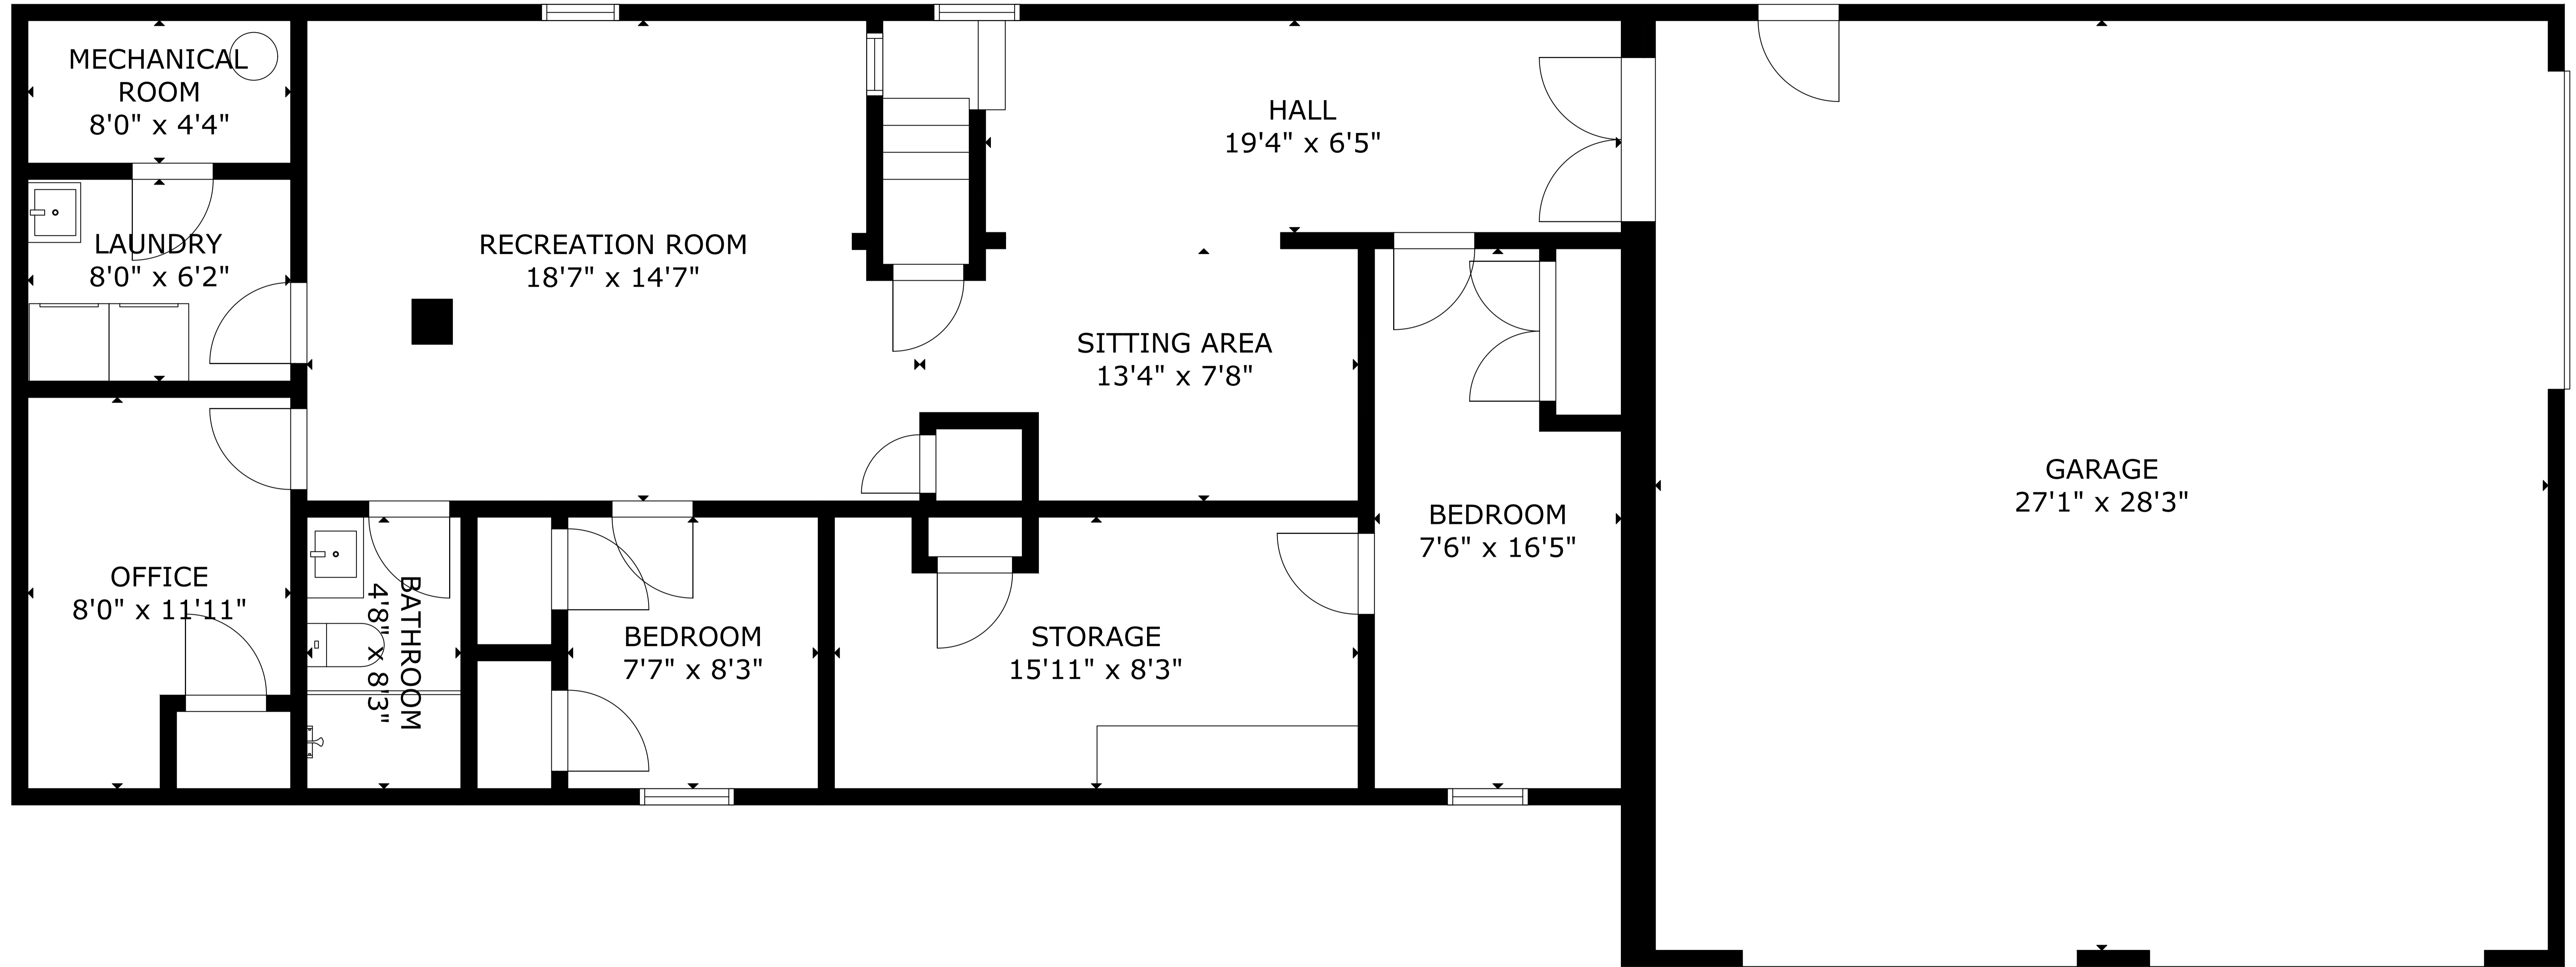 MECHANICAL
ROOM
8'0" x 4'4"
LAUNDRY
8'0" x 6'2"
RECREATION ROOM
18'7" x 14'7"
HALL
19'4" x 6'5"
SITTING AREA
13'4" x 7'8"
GARAGE
27'1" x 28'3"
BEDROOM
7'6" x 16'5"
OFFICE
8'0" x 11'11"
BATHROOM
4'8" x 8'3"
BEDROOM
7'7" x 8'3"
STORAGE
15'11" x 8'3"